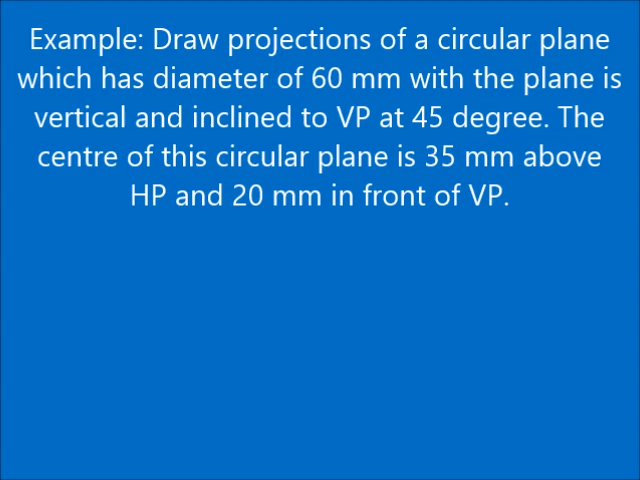 Example: Draw projections of a circular plane
which has diameter of 60 mm with the plane is
vertical and inclined to VP at 45 degree. The
centre of this circular plane is 35 mm above
HP and 20 mm in front of VP.